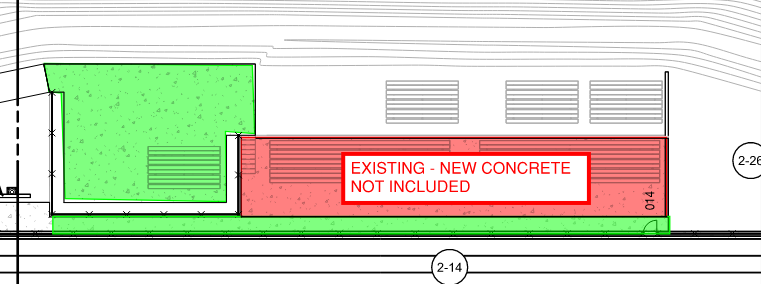 EXISTING - NEW CONCRETE
NOT INCLUDED
014
2-26
2-14